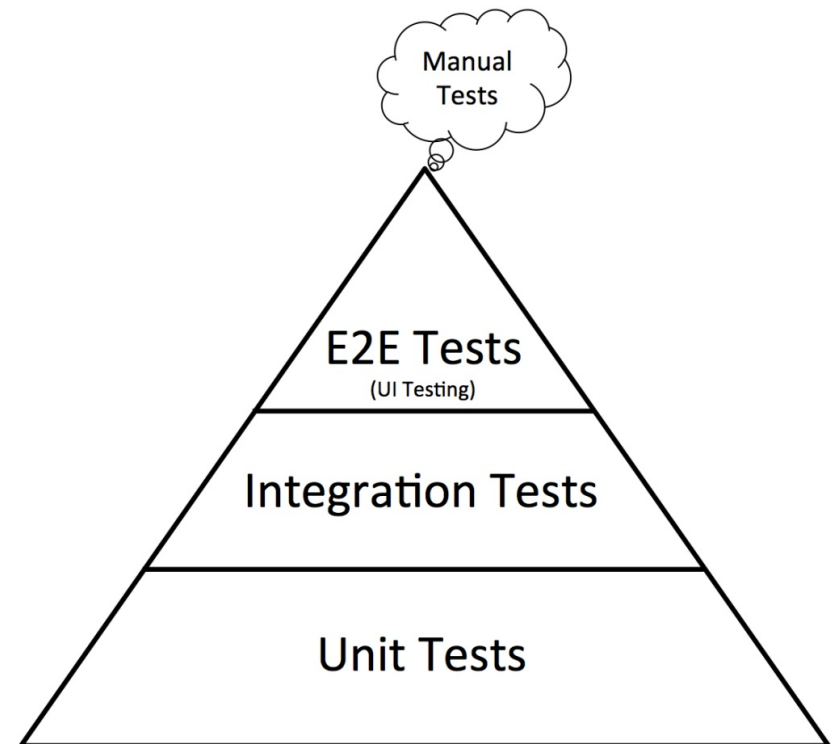 Manual
Tests
E2E Tests
(UI Testing)
Integration Tests
Unit Tests